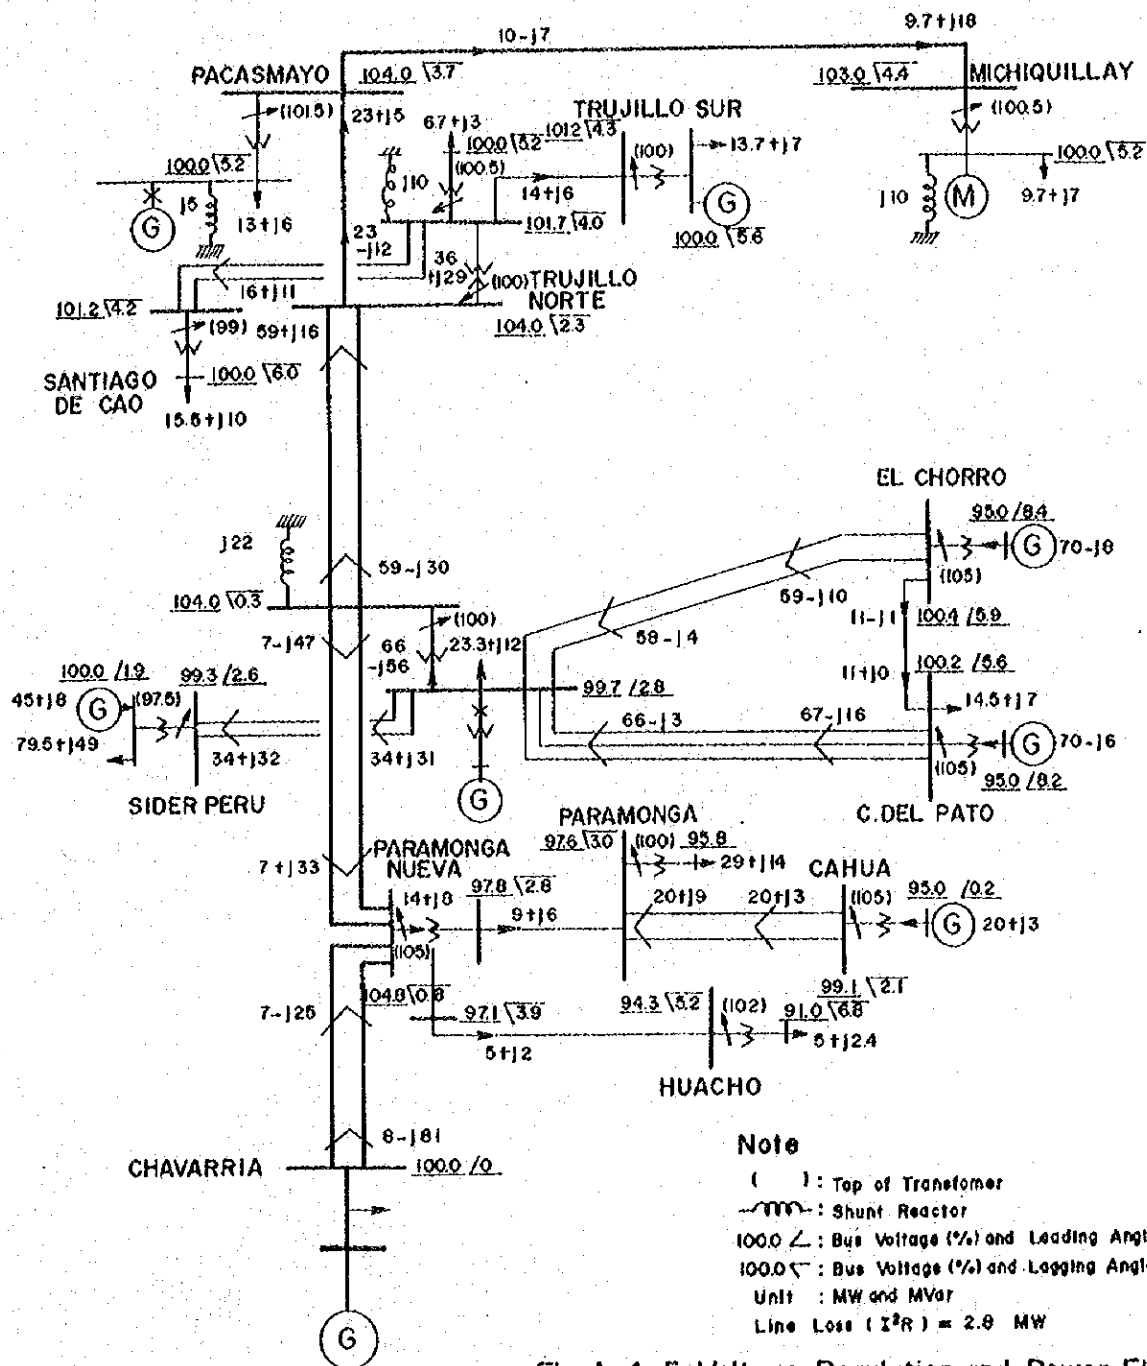 10-j7
9.7+j18
PACASMAYO
104.0 \3.7
103.0 \4.4
MICHIQUILLAY
(101.5)
23+j5
67+j3
TRUJILLO SUR
101.2 \4.3
(100.5)
100.0 \5.2
100.0 \5.2
(100.5)
(100)
13.7+j7
100.0 \5.2
j5
j10
14+j6
j10
M
9.7+j7
G
13+j6
G
101.7 \4.0
100.0 \5.6
23
-j12
36
+j29
(100)
TRUJILLO
NORTE
16+j11
101.2 \4.2
(99)
59+j16
104.0 \2.3
SANTIAGO
DE CAO
100.0 \6.0
15.5+j10
EL CHORRO
95.0 /8.4
G
70-j8
(105)
j22
59-j30
59-j10
104.0 \0.3
(100)
58-j4
11-j1
100.4 /5.9
7-j47
66
-j56
23.3+j12
11+j0
100.2 /5.6
100.0 /1.9
99.3 /2.6
99.7 /2.8
14.5+j7
45+j8
G
(97.5)
66-j3
67-j16
G
70-j6
79.5+j49
34+j32
34+j31
(105)
95.0 /8.2
SIDER PERU
G
C.DEL PATO
PARAMONGA
7+j33
PARAMONGA
NUEVA
97.6 \3.0
(100)
95.8
29+j14
CAHUA
14+j8
97.8 \2.8
9+j6
20+j9
20+j3
(105)
95.0 /0.2
G
20+j3
(105)
104.8 \0.8
97.1 \3.9
94.3 \5.2
(102)
99.1 \2.1
91.0 \6.8
7-j25
5+j2
5+j2.4
HUACHO
8-j81
CHAVARRIA
100.0 /0
G
Note
( ) : Tap of Transfomer
: Shunt Reactor
100.0 ∠ : Bus Voltage (%) and Leading Angl
100.0 \ : Bus Voltage (%) and Lagging Angl
Unit : MW and MVar
Line Loss ( I²R ) = 2.8 MW